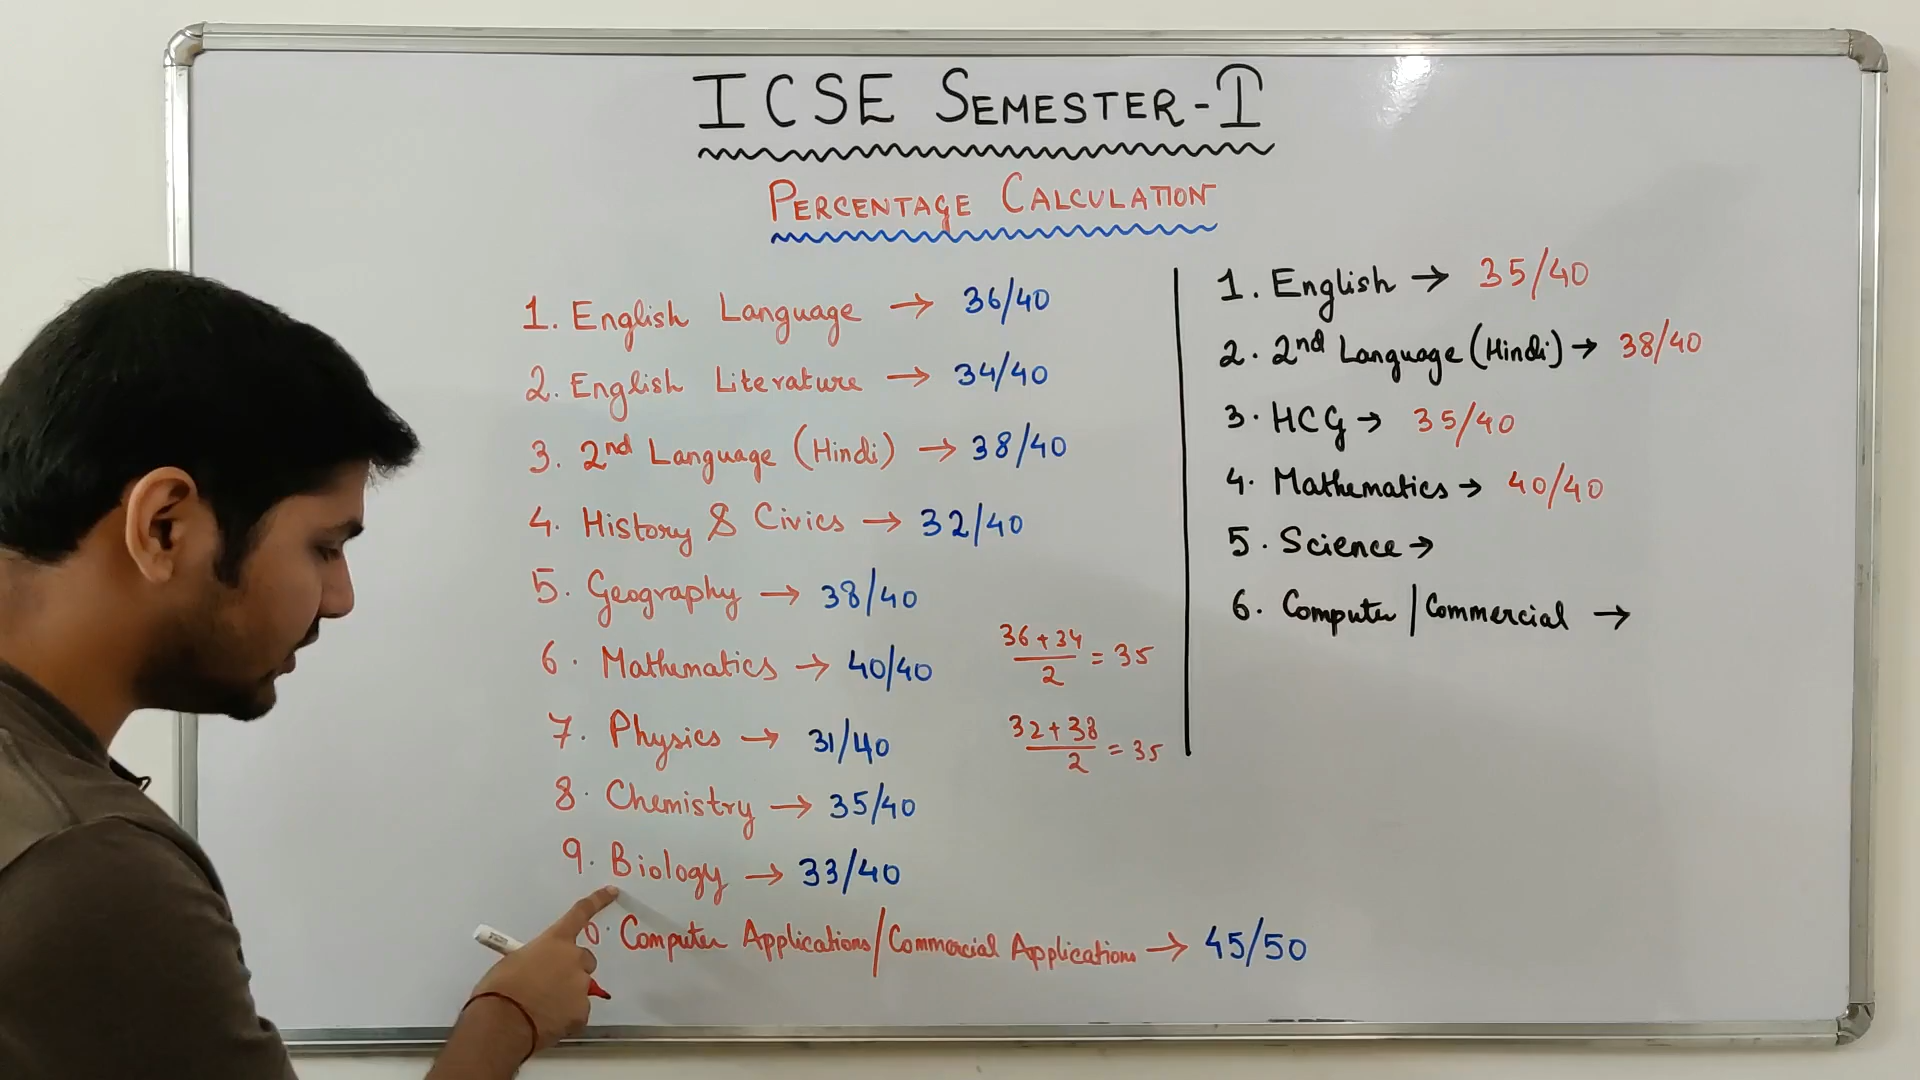 ICSE SEMESTER-I
PERCENTAGE CALCULATION
1. English Language → 36/40
2. English Literature → 34/40
3. 2nd Language (Hindi) → 38/40
4. History & Civics → 32/40
5. Geography → 38/40
6. Mathematics → 40/40
7. Physics → 31/40
8. Chemistry → 35/40
9. Biology → 33/40
0. Computer Applications/Commercial Applications → 45/50
36+34
2
= 35
32+38
2
= 35
1. English → 35/40
2. 2nd Language (Hindi) → 38/40
3. HCG → 35/40
4. Mathematics → 40/40
5. Science →
6. Computer/Commercial →